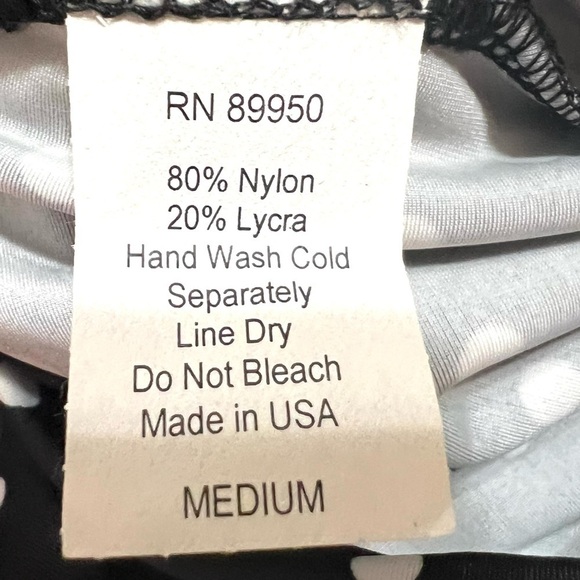 RN 89950
80% Nylon
20% Lycra
Hand Wash Cold
Separately
Line Dry
Do Not Bleach
Made in USA
MEDIUM